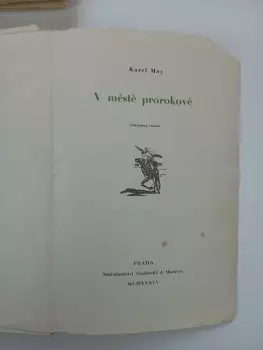 Karel May
V městě prorokově
PRAHA
Nakladatelství Toužimský & Moravec
MCMXXXIV